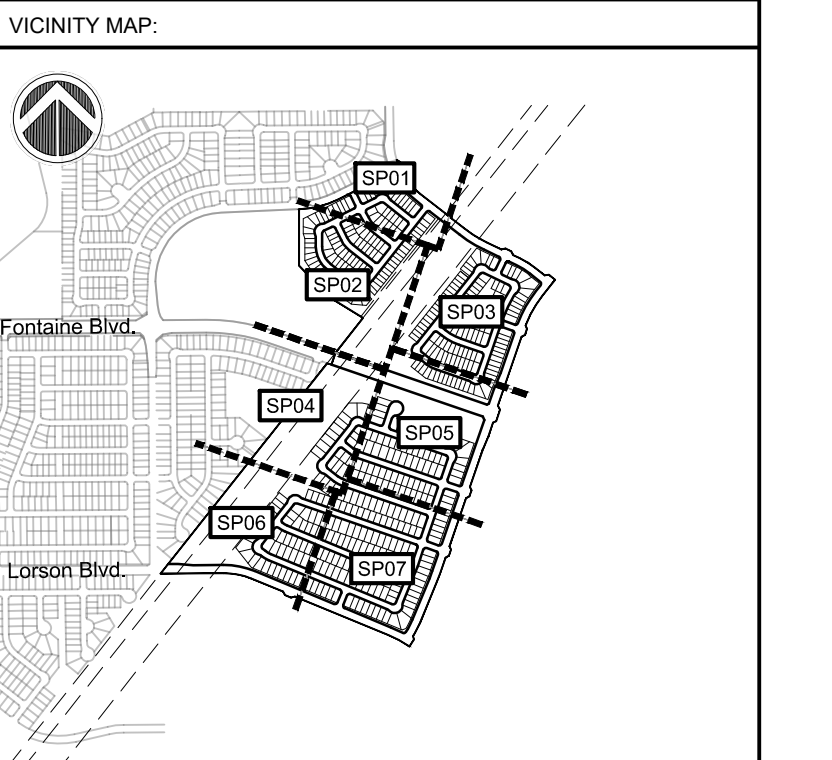 VICINITY MAP:
SP01
SP02
SP03
Fontaine Blvd.
SP04
SP05
SP06
SP07
Lorson Blvd.